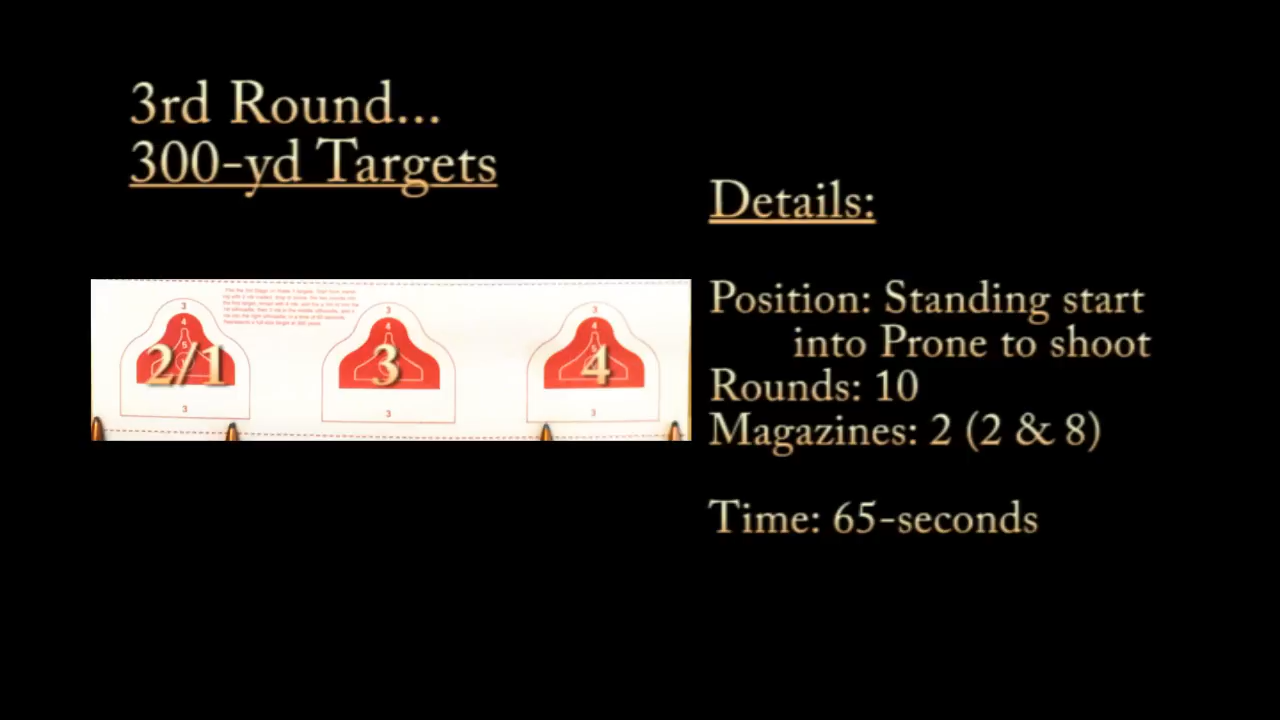 3rd Round...
300-yd Targets
Details:
Position: Standing start
into Prone to shoot
Rounds: 10
Magazines: 2 (2 & 8)
Time: 65-seconds
3
4
5
2/1
3
3
4
3
3
3
4
5
4
3